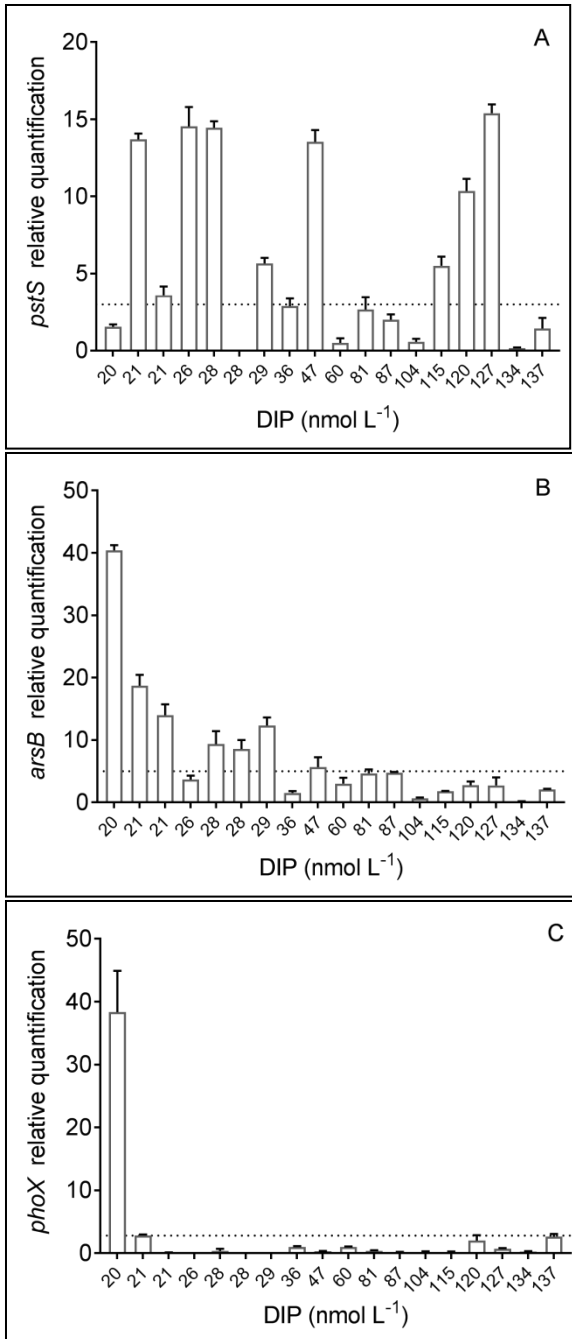 A
20
15
10
5
0
pstS relative quantification
20 21 21 26 28 28 29 36 47 60 81 87 104 115 120 127 134 137
DIP (nmol L⁻¹)
B
50
40
30
20
10
0
arsB relative quantification
20 21 21 26 28 28 29 36 47 60 81 87 104 115 120 127 134 137
DIP (nmol L⁻¹)
C
50
40
30
20
10
0
phoX relative quantification
20 21 21 26 28 28 29 36 47 60 81 87 104 115 120 127 134 137
DIP (nmol L⁻¹)